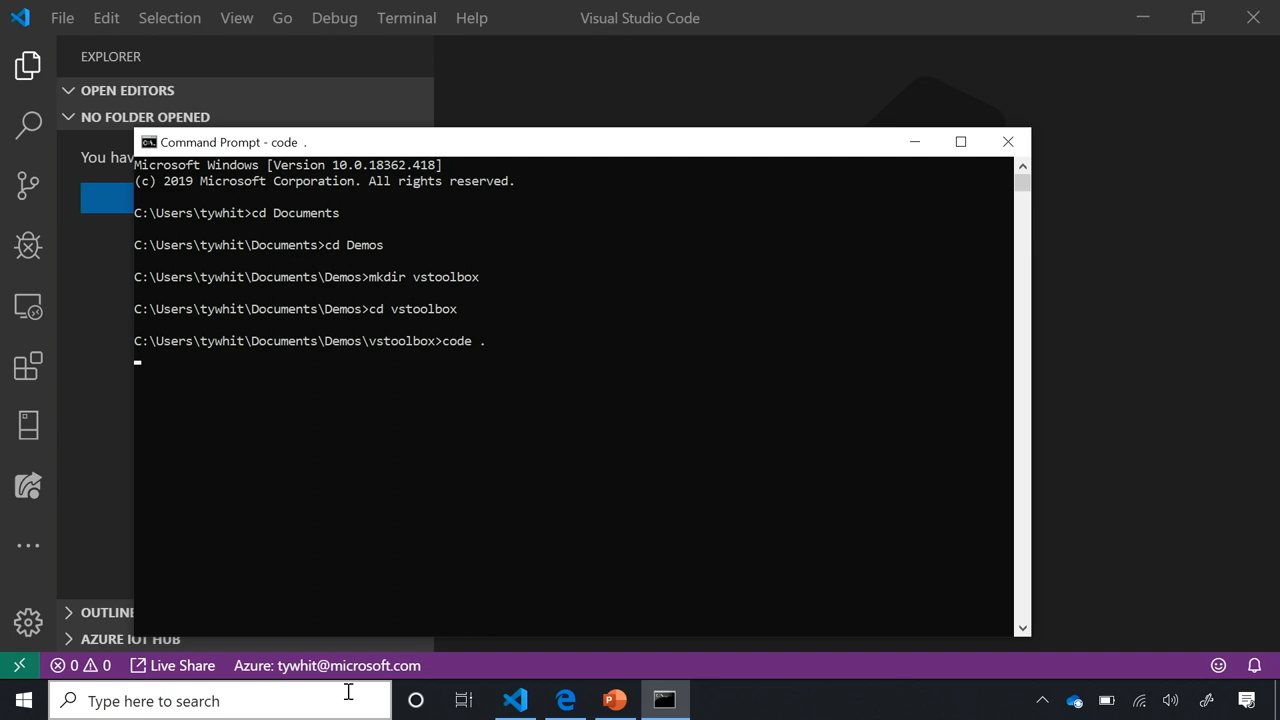 File Edit Selection View Go Debug Terminal Help Visual Studio Code
EXPLORER
OPEN EDITORS
NO FOLDER OPENED
You hav
Command Prompt - code .
Microsoft Windows [Version 10.0.18362.418]
(c) 2019 Microsoft Corporation. All rights reserved.
C:\Users\tywhit>cd Documents
C:\Users\tywhit\Documents>cd Demos
C:\Users\tywhit\Documents\Demos>mkdir vstoolbox
C:\Users\tywhit\Documents\Demos>cd vstoolbox
C:\Users\tywhit\Documents\Demos\vstoolbox>code .
OUTLINE
AZURE IOT HUB
0 0 Live Share Azure: tywhit@microsoft.com
Type here to search